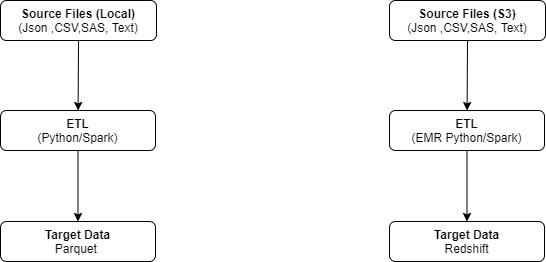 Source Files (Local)
(Json ,CSV,SAS, Text)
ETL
(Python/Spark)
Target Data
Parquet
Source Files (S3)
(Json ,CSV,SAS, Text)
ETL
(EMR Python/Spark)
Target Data
Redshift